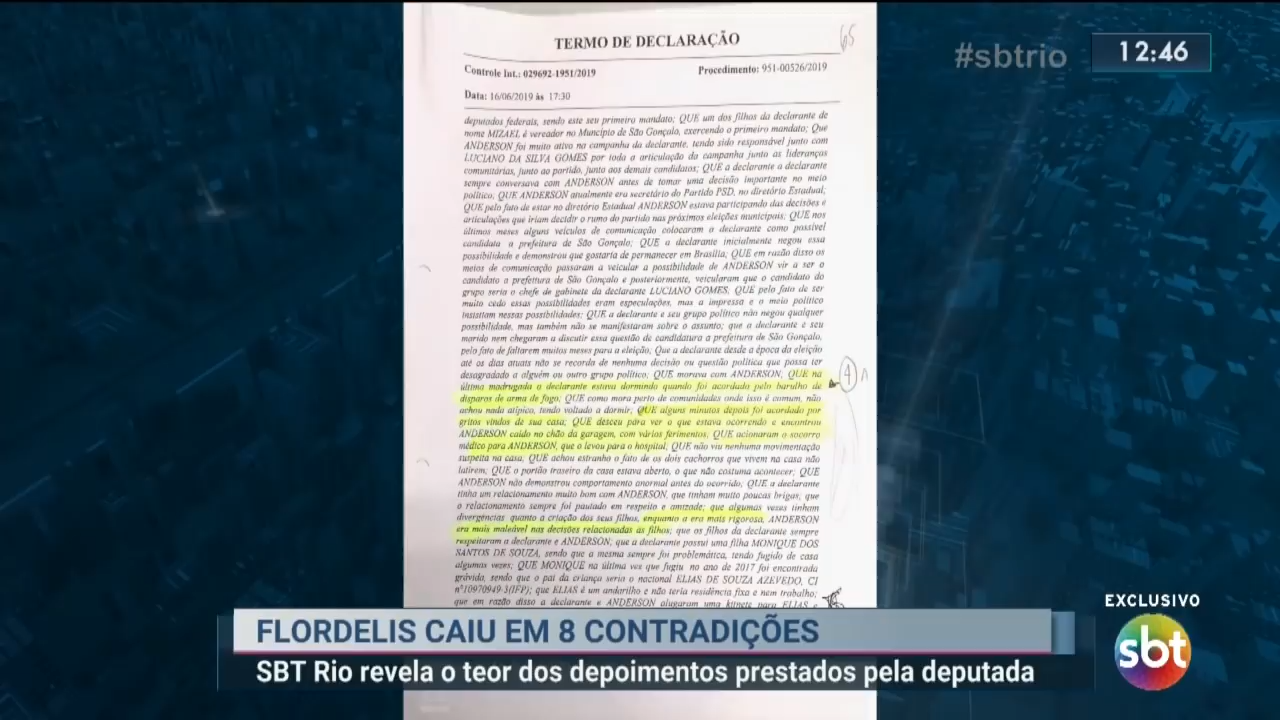 TERMO DE DECLARAÇÃO
65
Controle Int.: 029692-1951/2019
Procedimento: 951-00526/2019
Data: 16/06/2019 às 17:30
deputados federais, sendo este seu primeiro mandato; QUE um dos filhos da declarante de
nome MIZAEL é vereador no Muncípio de São Gonçalo, exercendo o primeiro mandato; Que
ANDERSON foi muito ativo na campanha da declarante, tendo sido responsável junto com
LUCIANO DA SILVA GOMES por toda a articulação da campanha junto as lideranças
comunitárias, junto ao partido, junto aos demais candidatos; QUE a declarante a declarante
sempre conversava com ANDERSON antes de tomar uma decisão importante no meio
político; QUE ANDERSON atualmente era secretário do Partido PSD, no diretório Estadual;
QUE pelo fato de estar no diretório Estadual ANDERSON estava participando das decisões e
articulações que iriam decidir o rumo do partido nas próximos eleições municipais; QUE nos
últimos meses alguns veículos de comunicação colocaram a declarante como possível
candidata a prefeitura de São Gonçalo; QUE a declarante inicialmente negou essa
possibilidade e demonstrou que gostaria de permanecer em Brasília; QUE em razão disso os
meios de comunicação passaram a veicular a possibilidade de ANDERSON vir a ser o
candidato a prefeitura de São Gonçalo e posteriormente, veicularam que o candidato do
grupo seria o chefe de gabinete da declarante LUCIANO GOMES, QUE pelo fato de ser
muito cedo essas possibilidades eram especulações, mas a impressa e o meio político
insistiam nessas possibilidades; QUE a declarante e seu grupo político não negou qualquer
possibilidade, mas também não se manifestaram sobre o assunto; que a declarante e seu
marido nem chegaram a discutir essa questão de candidatura a prefeitura de São Gonçalo,
pelo fato de faltarem muitos meses para a eleição; Que a declarante desde a época da eleição
até os dias atuais não se recorda de nenhuma decisão ou questão política que possa ter
desagradado a alguém ou outro grupo político; QUE morava com ANDERSON; QUE na
última madrugada o declarante estava dormindo quando foi acordado pelo barulho de
disparos de arma de fogo, QUE como mora perto de comunidades onde isso é comum, não
achou nada atípico, tendo voltado a dormir; QUE alguns minutos depois foi acordado por
gritos vindos de sua casa; QUE desceu para ver o que estava ocorrendo e encontrou
ANDERSON caído no chão da garagem, com vários ferimentos; QUE acionaram o socorro
médico para ANDERSON, que o levou para o hospital, QUE não viu nenhuma movimentação
suspeita na casa; QUE achou estranho o fato de os dois cachorros que vivem na casa não
latirem; QUE o portão traseiro da casa estava aberto, o que não costuma acontecer; QUE
ANDERSON não demonstrou comportamento anormal antes do ocorrido, QUE a declarante
tinha um relacionamento muito bom com ANDERSON, que tinham muito poucas brigas; que
o relacionamento sempre foi pautado em respeito e amizade; que algumas vezes tinham
divergências quanto a criação dos seus filhos, enquanto a era mais rigorosa, ANDERSON
era mais maleável nas decisões relacionadas as filhos; que os filhos da declarante sempre
respeitaram a declarante e ANDERSON; que a declarante possui uma filha MONIQUE DOS
SANTOS DE SOUZA, sendo que a mesma sempre foi problemática, tendo fugido de casa
algumas vezes; QUE MONIQUE na última vez que fugiu no ano de 2017 foi encontrada
grávida, sendo que o pai da criança seria o nacional ELIAS DE SOUZA AZEVEDO, CI
nº10970949-3(IFP); que ELIAS é um andarilho e não teria residência fixa e nem trabalho;
que em razão disso a declarante e ANDERSON alugaram uma kitnete para ELIAS e
4
#sbtrio
12:46
FLORDELIS CAIU EM 8 CONTRADIÇÕES
SBT Rio revela o teor dos depoimentos prestados pela deputada
EXCLUSIVO
sbt